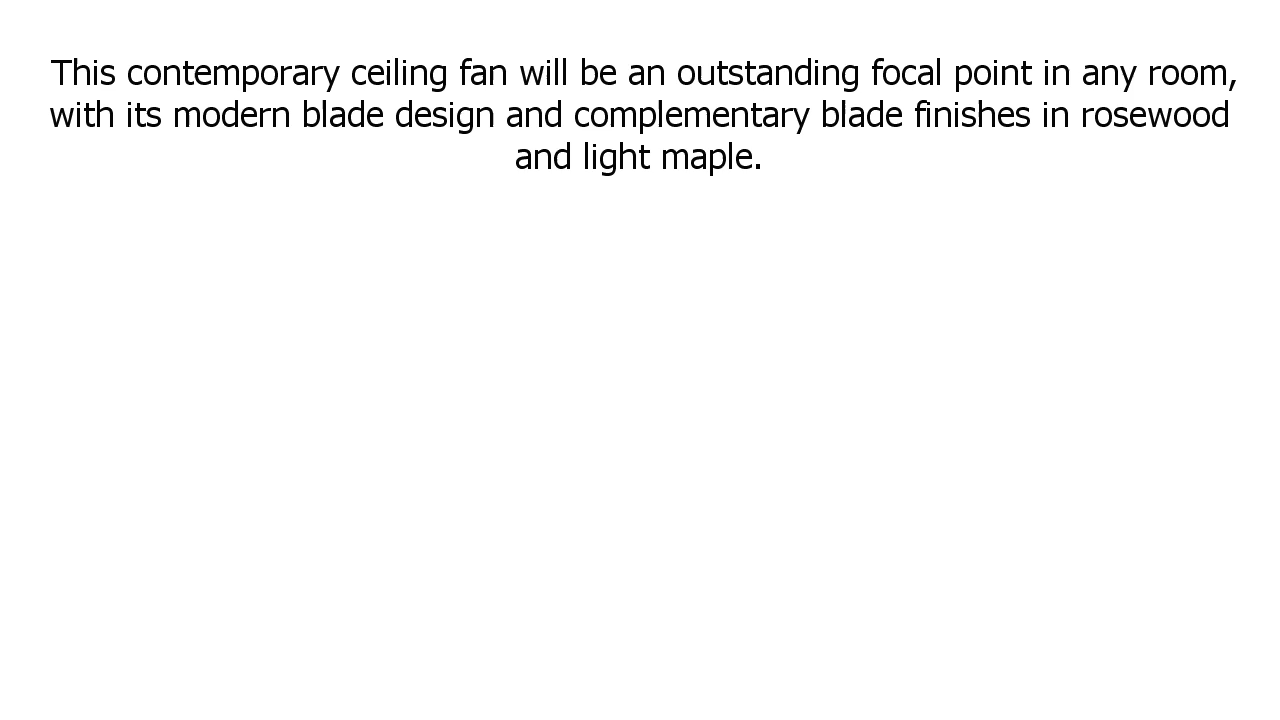 This contemporary ceiling fan will be an outstanding focal point in any room,
with its modern blade design and complementary blade finishes in rosewood
and light maple.